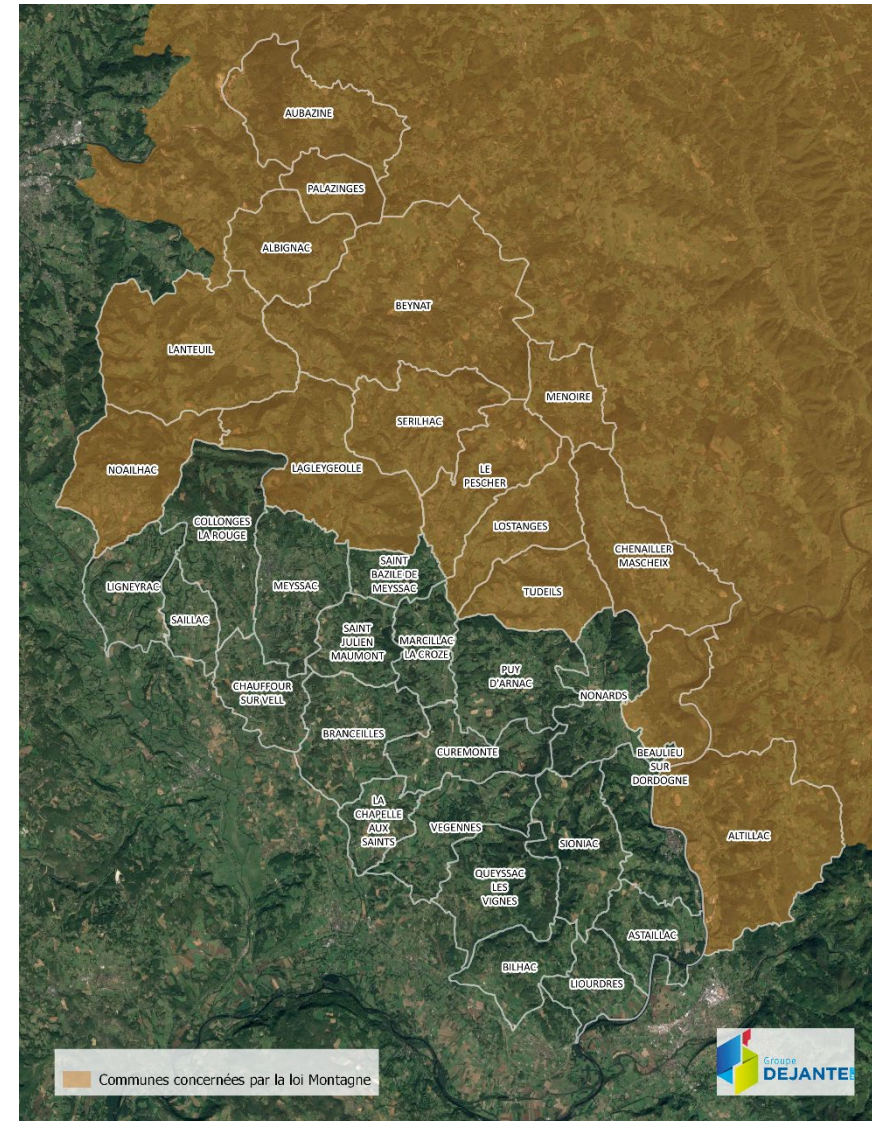 AUBAZINE
PALAZINGES
ALBIGNAC
BEYNAT
LANTEUIL
MENOIRE
SERILHAC
NOAILHAC
LAGLEYGEOLLE
LE
PESCHER
COLLONGES
LA ROUGE
LOSTANGES
CHENAILLER
MASCHEIX
LIGNEYRAC
MEYSSAC
SAINT
BAZILE DE
MEYSSAC
TUDEILS
SAILLAC
SAINT
JULIEN
MAUMONT
MARCILLAC
LA CROZE
PUY
D'ARNAC
CHAUFFOUR
SUR VELL
NONARDS
BRANCEILLES
CUREMONTE
BEAULIEU
SUR
DORDOGNE
LA
CHAPELLE
AUX
SAINTS
VEGENNES
SIONIAC
ALTILLAC
QUEYSSAC
LES
VIGNES
ASTAILLAC
BILHAC
LIOURDRES
Communes concernées par la loi Montagne
Groupe
DEJANTE